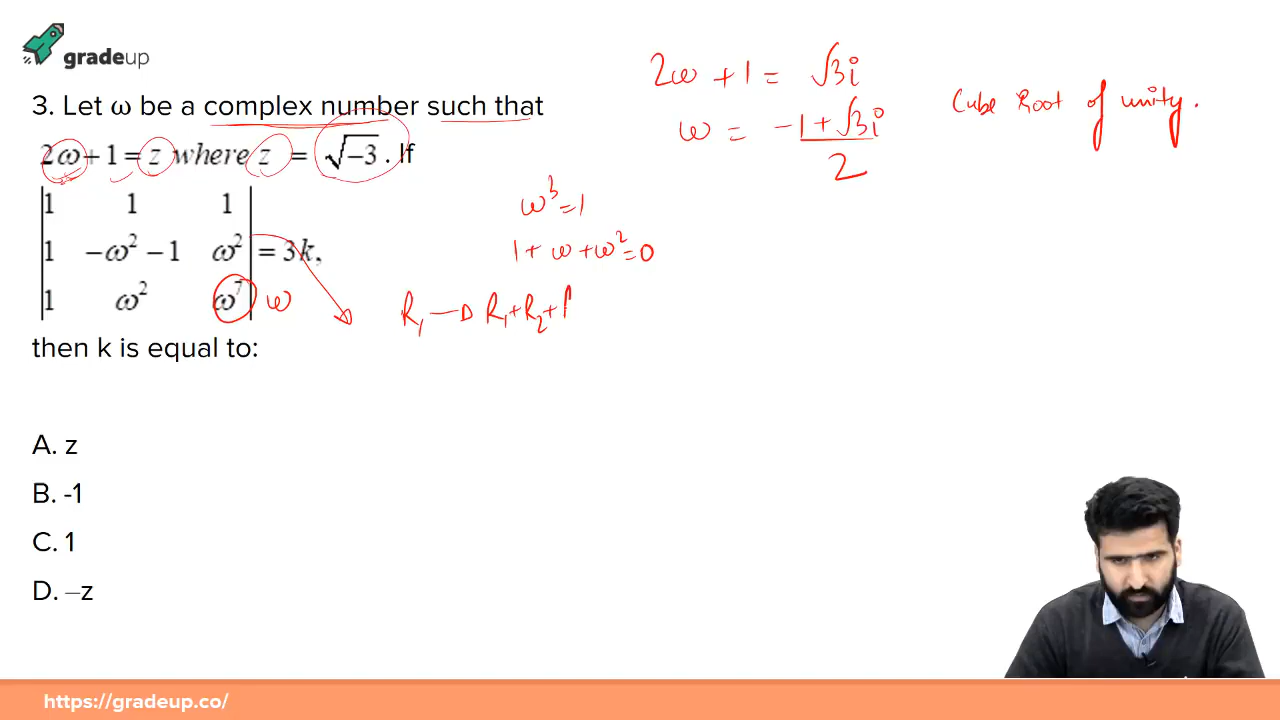 gradeup
3. Let ω be a complex number such that
2ω + 1 = z where z = √−3 . If
|1 1 1|
|1 −ω² −1 ω²| = 3k,
|1 ω² ω⁷| ω
then k is equal to:
A. z
B. -1
C. 1
D. –z
2ω + 1 = √3i
ω = −1 + √3i / 2
Cube Root of unity.
ω³ = 1
1 + ω + ω² = 0
R₁ → R₁ + R₂ +
https://gradeup.co/